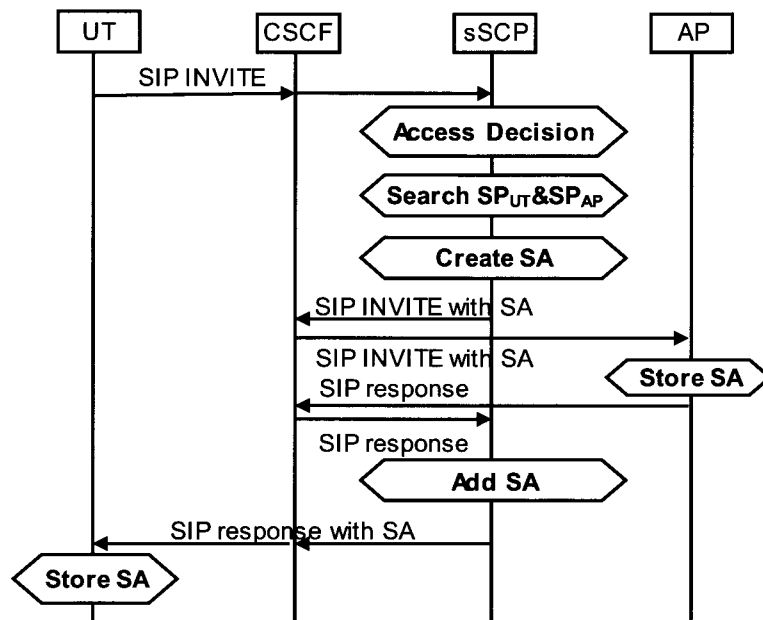 UT CSCF sSCP AP
SIP INVITE
Access Decision
Search SPUT&SPAP
Create SA
SIP INVITE with SA
SIP INVITE with SA
Store SA
SIP response
SIP response
Add SA
SIP response with SA
Store SA